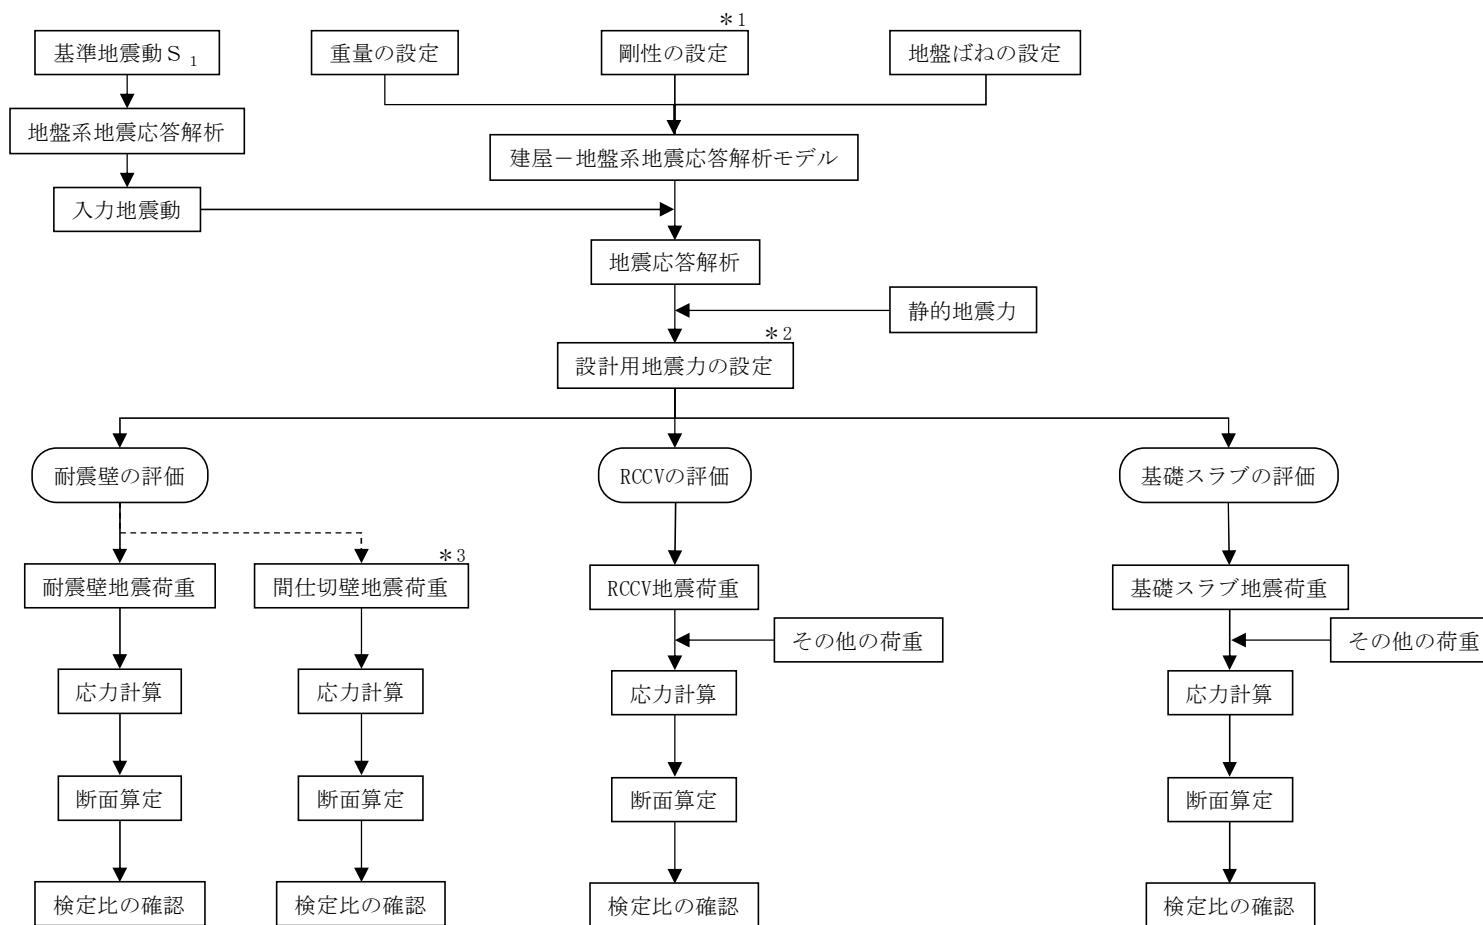 ＊1
基準地震動Ｓ1
重量の設定
剛性の設定
地盤ばねの設定
地盤系地震応答解析
建屋－地盤系地震応答解析モデル
入力地震動
地震応答解析
静的地震力
＊2
設計用地震力の設定
耐震壁の評価
RCCVの評価
基礎スラブの評価
＊3
耐震壁地震荷重
間仕切壁地震荷重
RCCV地震荷重
基礎スラブ地震荷重
その他の荷重
その他の荷重
応力計算
応力計算
応力計算
応力計算
断面算定
断面算定
断面算定
断面算定
検定比の確認
検定比の確認
検定比の確認
検定比の確認